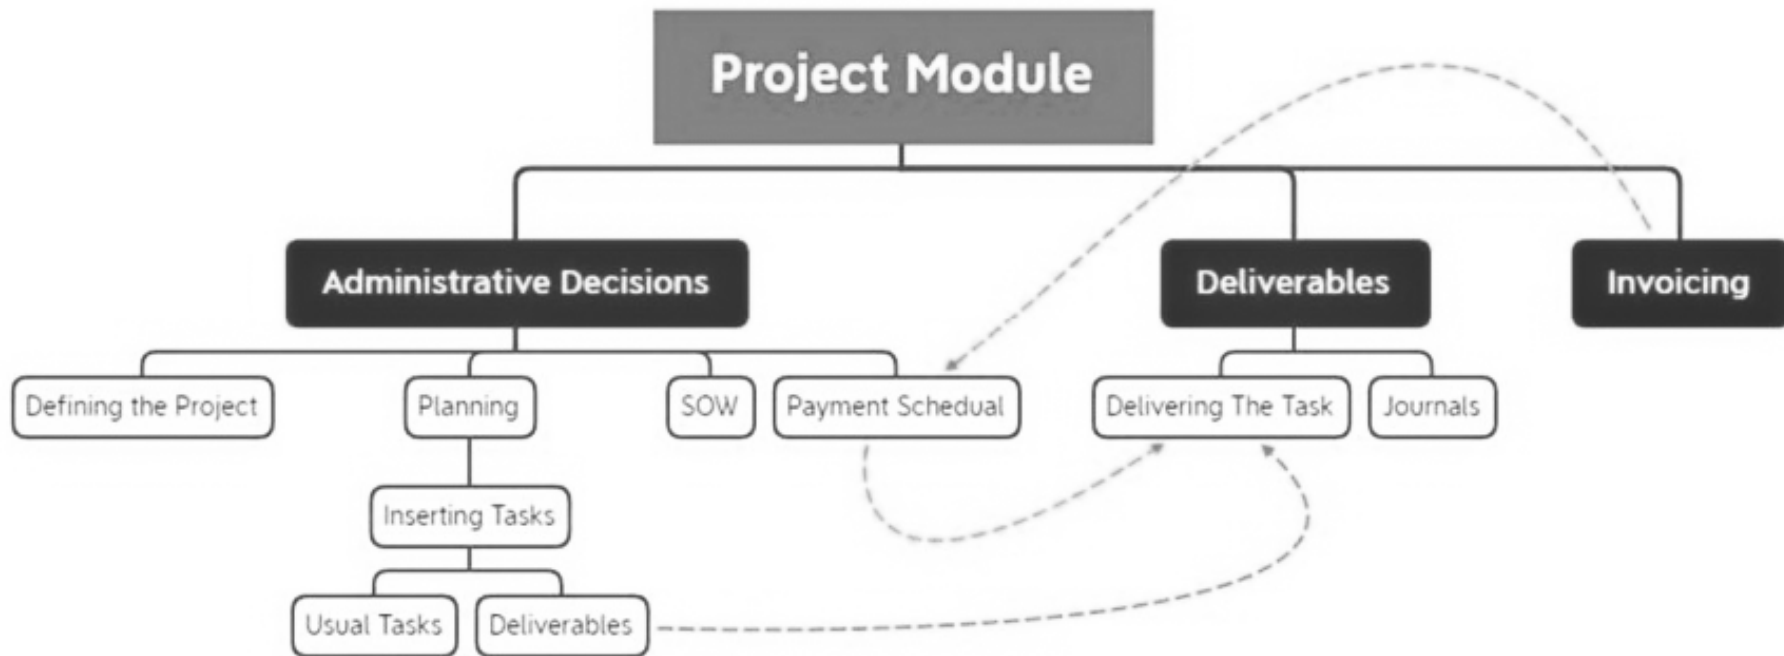 Project Module
Administrative Decisions
Deliverables
Invoicing
Defining the Project
Planning
SOW
Payment Schedual
Delivering The Task
Journals
Inserting Tasks
Usual Tasks
Deliverables